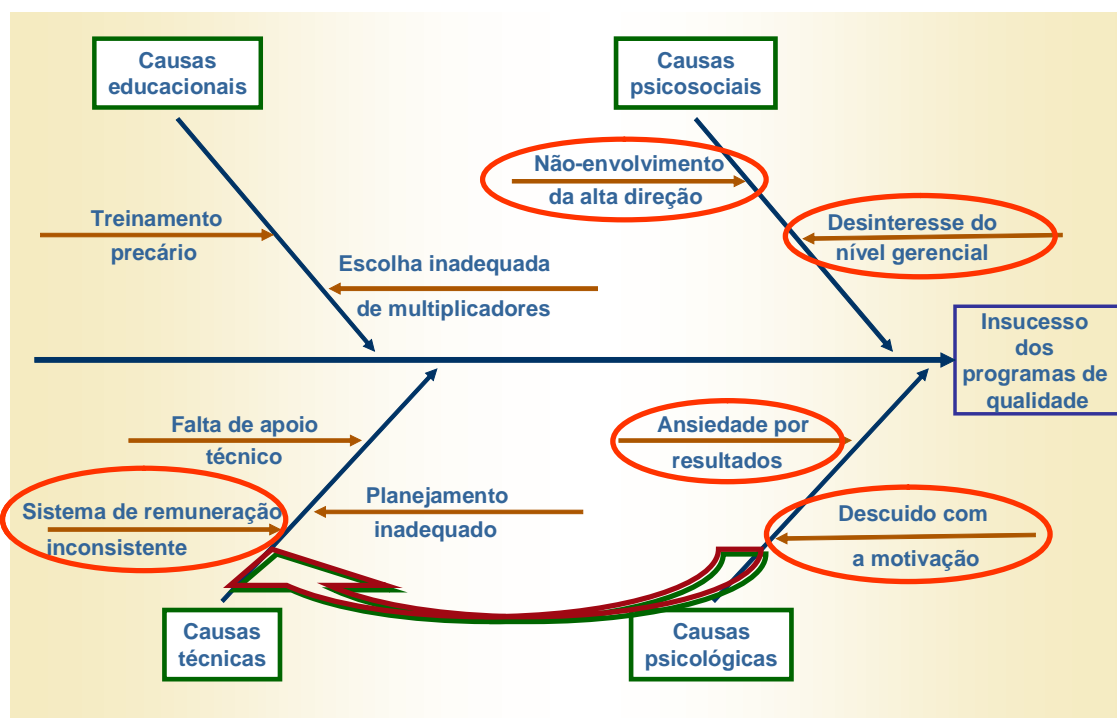 Causas
educacionais
Causas
psicosociais
Não-envolvimento
da alta direção
Treinamento
precário
Desinteresse do
nível gerencial
Escolha inadequada
de multiplicadores
Insucesso
dos
programas de
qualidade
Falta de apoio
técnico
Ansiedade por
resultados
Sistema de remuneração
inconsistente
Planejamento
inadequado
Descuido com
a motivação
Causas
técnicas
Causas
psicológicas